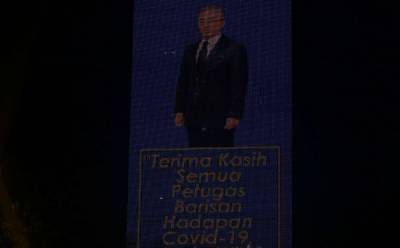 "Terima Kasih
Semua
Petugas
Barisan
Hadapan
Covid-19,